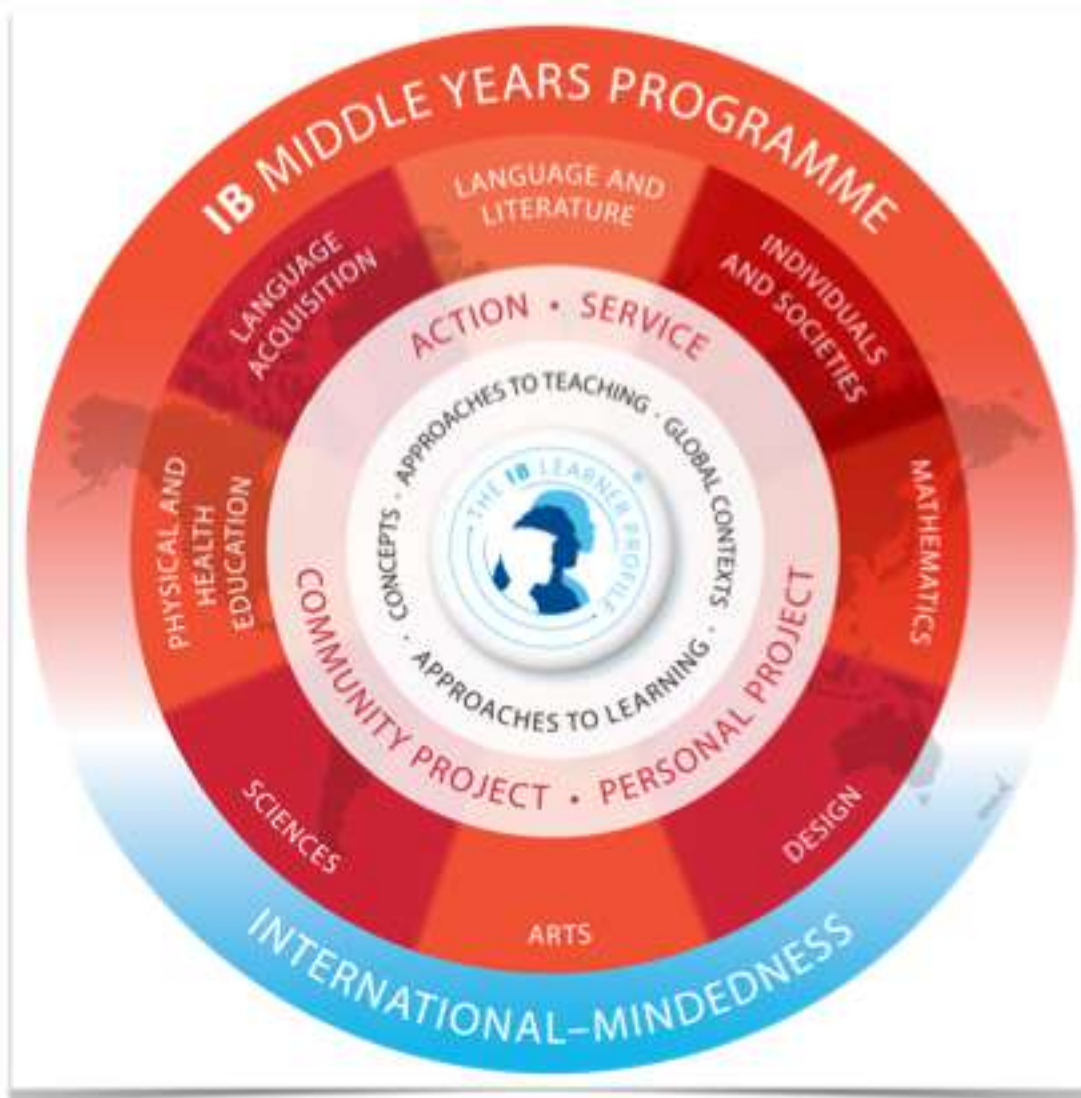 IB MIDDLE YEARS PROGRAMME
LANGUAGE AND
LITERATURE
INDIVIDUALS
AND SOCIETIES
MATHEMATICS
DESIGN
ARTS
SCIENCES
PHYSICAL AND
HEALTH
EDUCATION
LANGUAGE
ACQUISITION
ACTION • SERVICE
PERSONAL PROJECT
COMMUNITY PROJECT •
APPROACHES TO TEACHING •
GLOBAL CONTEXTS •
APPROACHES TO LEARNING •
CONCEPTS •
• THE IB LEARNER PROFILE •
®
INTERNATIONAL–MINDEDNESS